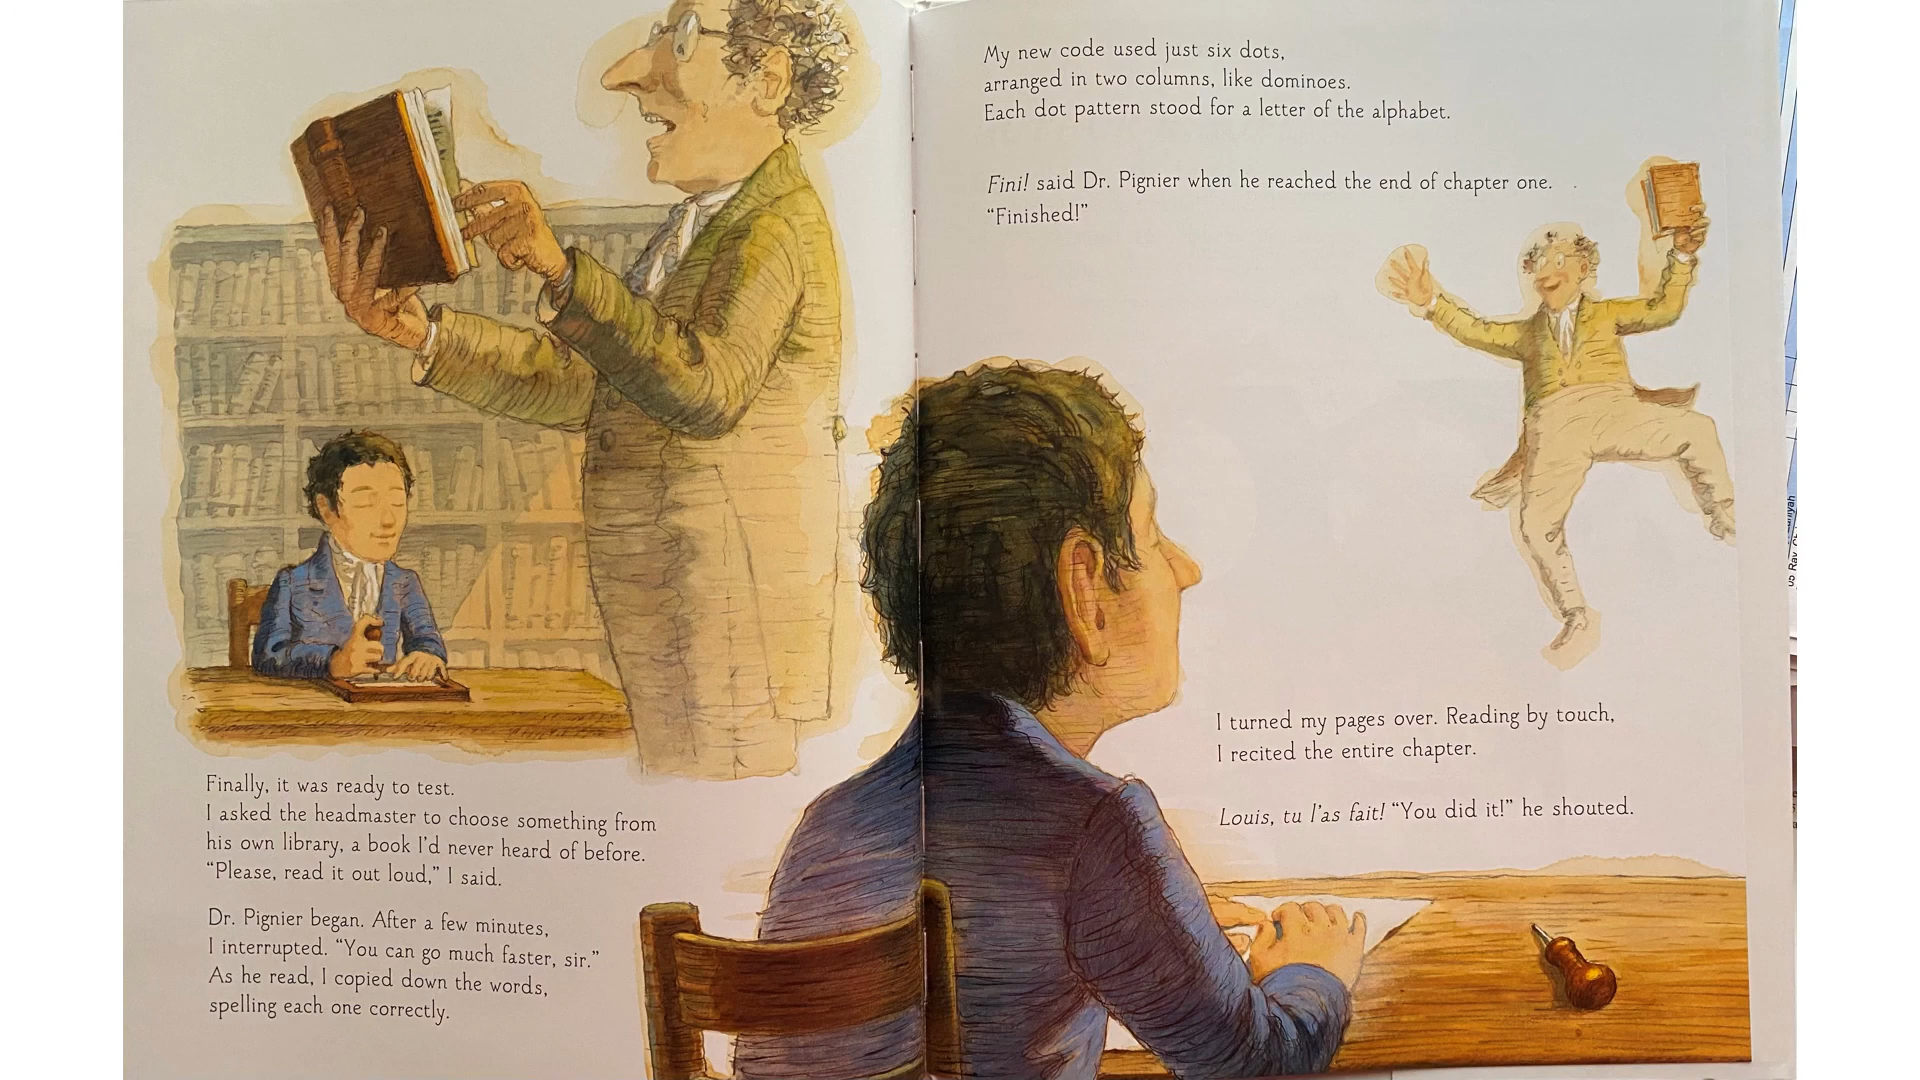 Finally, it was ready to test.
I asked the headmaster to choose something from
his own library, a book I'd never heard of before.
“Please, read it out loud,” I said.
Dr. Pignier began. After a few minutes,
I interrupted. “You can go much faster, sir.”
As he read, I copied down the words,
spelling each one correctly.
My new code used just six dots,
arranged in two columns, like dominoes.
Each dot pattern stood for a letter of the alphabet.
Fini! said Dr. Pignier when he reached the end of chapter one.
“Finished!”
I turned my pages over. Reading by touch,
I recited the entire chapter.
Louis, tu l'as fait! “You did it!” he shouted.